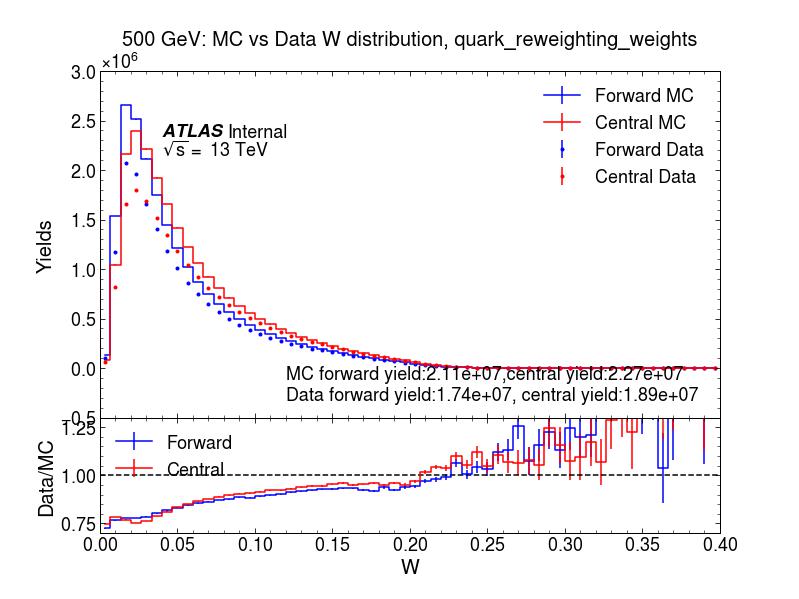 500 GeV: MC vs Data W distribution, quark_reweighting_weights
×10⁶
3.0
Forward MC
2.5
ATLAS Internal
Central MC
√s = 13 TeV
Forward Data
2.0
Central Data
1.5
Yields
1.0
0.5
0.0
MC forward yield:2.11e+07,central yield:2.27e+07
Data forward yield:1.74e+07, central yield:1.89e+07
0.5
1.25
Forward
Central
Data/MC
1.00
0.75
0.00 0.05 0.10 0.15 0.20 0.25 0.30 0.35 0.40
W